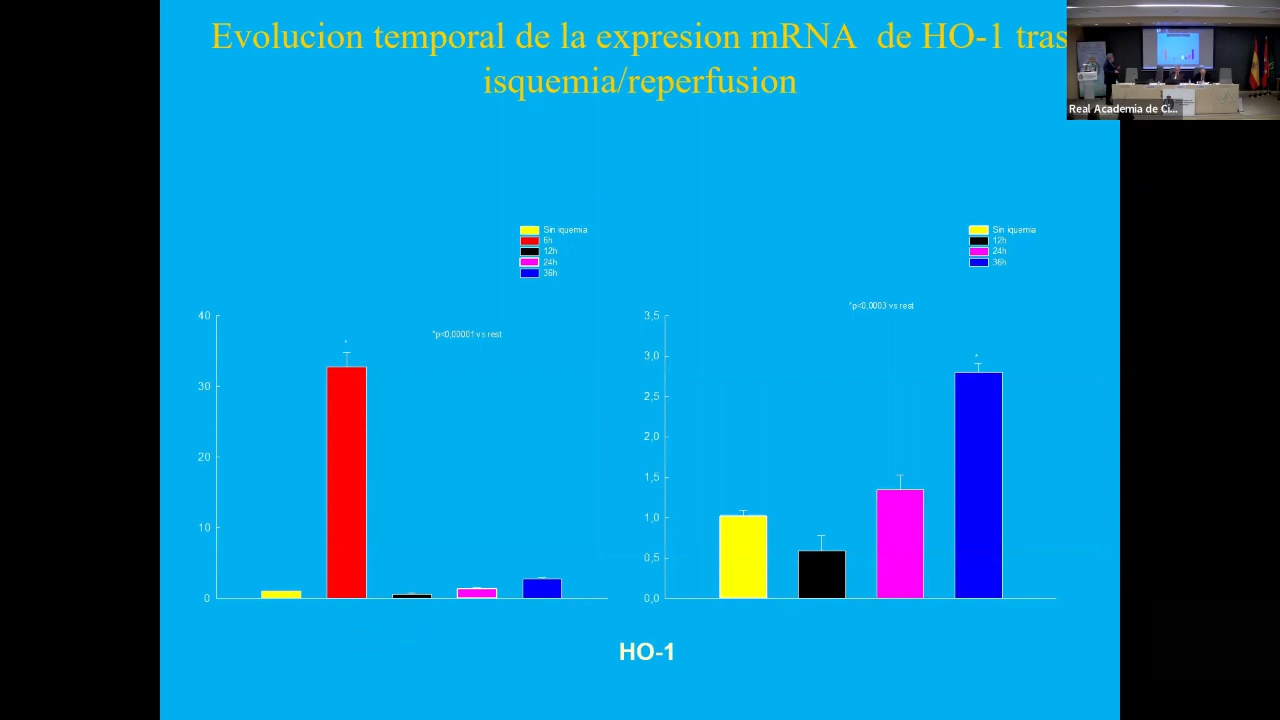 Evolucion temporal de la expresion mRNA de HO-1 tras
isquemia/reperfusion
Real Academia de Ci...
Sin iquemia
6h
12h
24h
36h
Sin iquemia
12h
24h
36h
*p<0,00001 vs rest
*p<0,0003 vs rest
40
30
20
10
0
*
3,5
3,0
2,5
2,0
1,5
1,0
0,5
0,0
*
HO-1